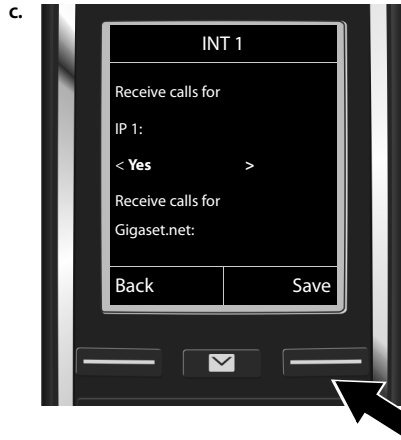 c.
INT 1
Receive calls for
IP 1:
< Yes >
Receive calls for
Gigaset.net:
Back Save